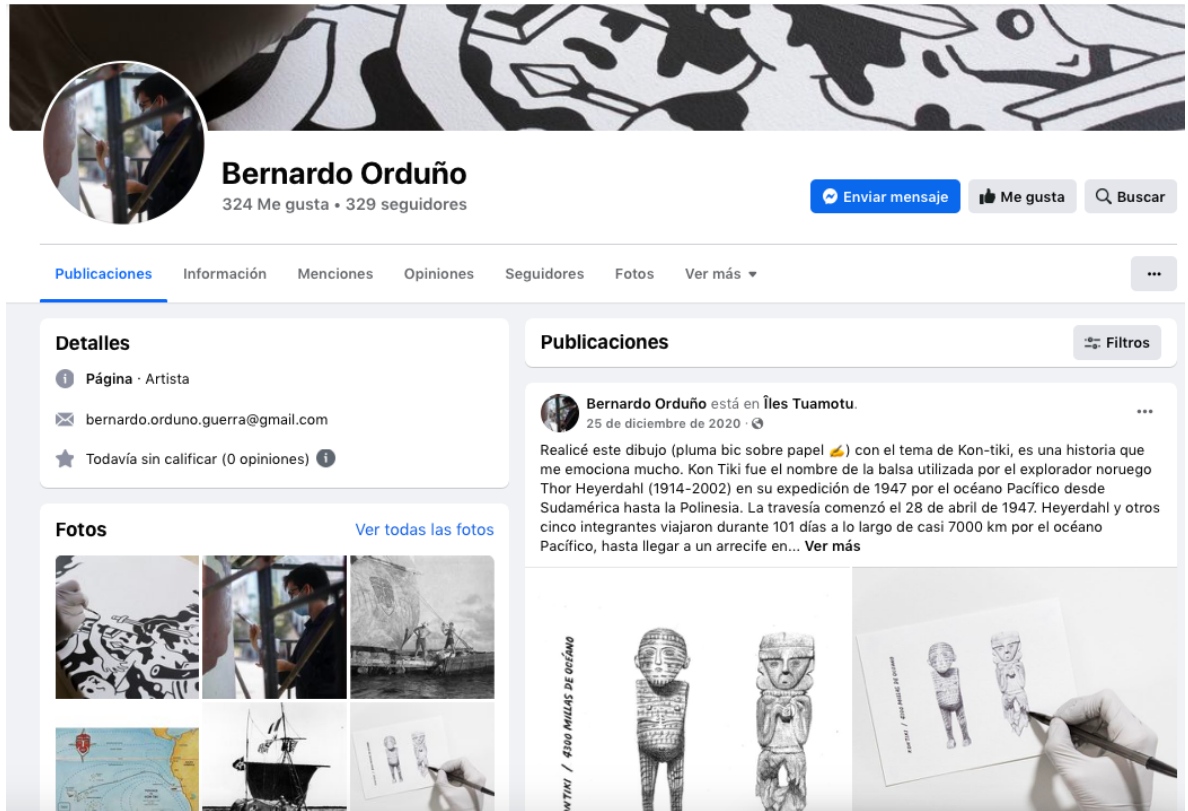 Bernardo Orduño
324 Me gusta • 329 seguidores
Enviar mensaje
Me gusta
Buscar
Publicaciones
Información
Menciones
Opiniones
Seguidores
Fotos
Ver más
Detalles
Página · Artista
bernardo.orduno.guerra@gmail.com
Todavía sin calificar (0 opiniones)
Fotos
Ver todas las fotos
Publicaciones
Filtros
Bernardo Orduño está en Îles Tuamotu.
25 de diciembre de 2020 ·
Realicé este dibujo (pluma bic sobre papel ✍️) con el tema de Kon-tiki, es una historia que
me emociona mucho. Kon Tiki fue el nombre de la balsa utilizada por el explorador noruego
Thor Heyerdahl (1914-2002) en su expedición de 1947 por el océano Pacífico desde
Sudamérica hasta la Polinesia. La travesía comenzó el 28 de abril de 1947. Heyerdahl y otros
cinco integrantes viajaron durante 101 días a lo largo de casi 7000 km por el océano
Pacífico, hasta llegar a un arrecife en... Ver más
NTIKI / 4300 MILLAS DE OCÉANO
KONTIKI / 4300 MILLAS DE OCÉANO